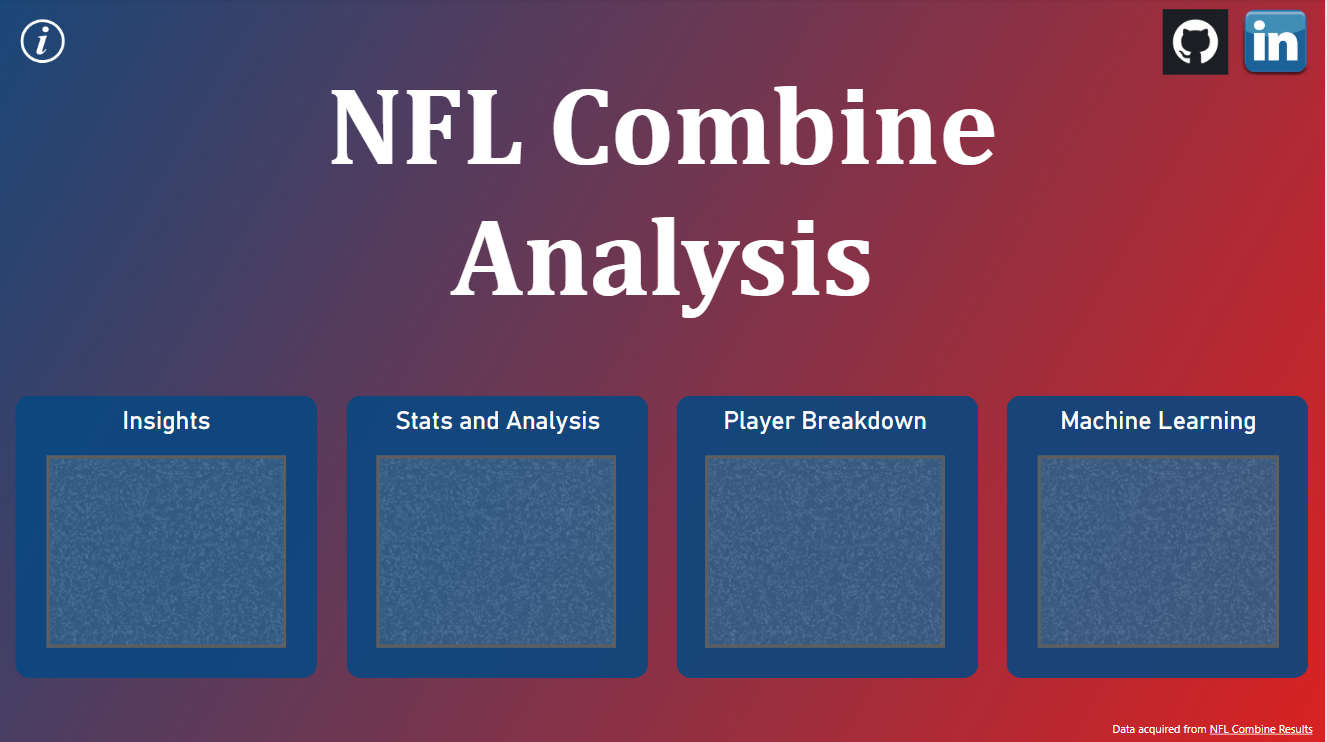 i
in
NFL Combine
Analysis
Insights
Stats and Analysis
Player Breakdown
Machine Learning
Data acquired from NFL Combine Results